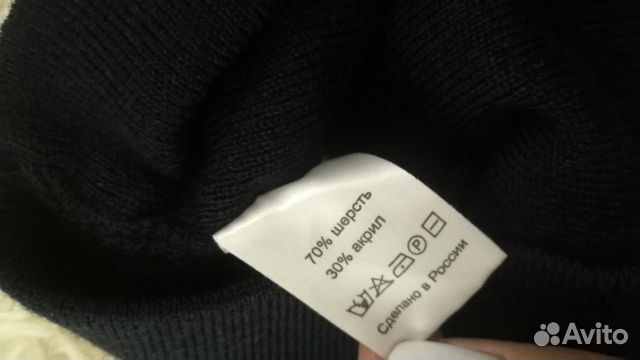 70% шерсть
30% акрил
P
Сделано в России
Avito